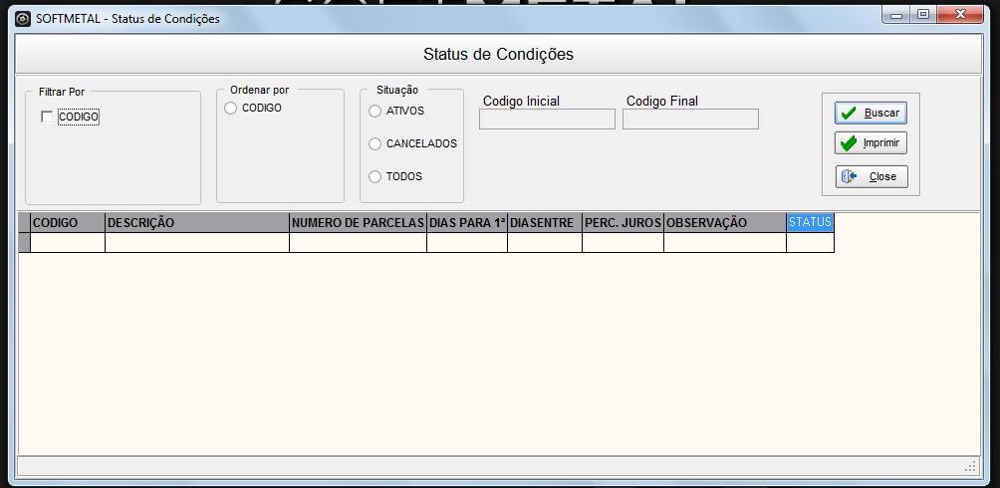 SOFTMETAL - Status de Condições
Status de Condições
Filtrar Por
CODIGO
Ordenar por
CODIGO
Situação
ATIVOS
CANCELADOS
TODOS
Codigo Inicial
Codigo Final
Buscar
Imprimir
Close
CODIGO DESCRIÇÃO NUMERO DE PARCELAS DIAS PARA 1ª DIASENTRE PERC. JUROS OBSERVAÇÃO STATUS